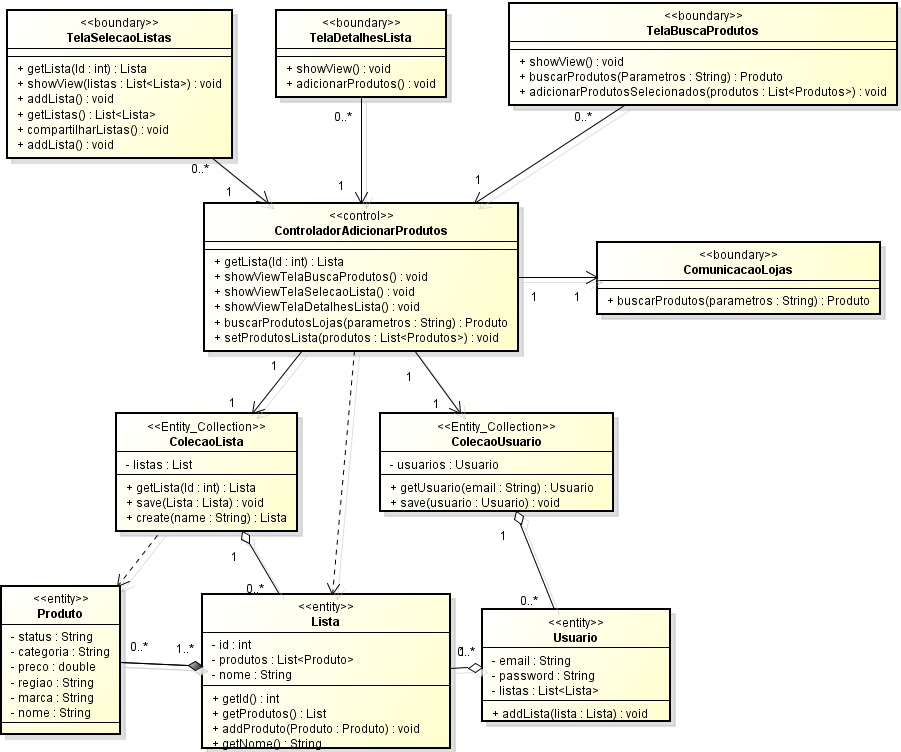 <<boundary>>
TelaSelecaoListas
+ getLista(Id : int) : Lista
+ showView(listas : List<Lista>) : void
+ addLista() : void
+ getListas() : List<Lista>
+ compartilharListas() : void
+ addLista() : void
<<boundary>>
TelaDetalhesLista
+ showView() : void
+ adicionarProdutos() : void
<<boundary>>
TelaBuscaProdutos
+ showView() : void
+ buscarProdutos(Parametros : String) : Produto
+ adicionarProdutosSelecionados(produtos : List<Produtos>) : void
0..*
1
0..*
1
0..*
1
<<control>>
ControladorAdicionarProdutos
+ getLista(Id : int) : Lista
+ showViewTelaBuscaProdutos() : void
+ showViewTelaSelecaoLista() : void
+ showViewTelaDetalhesLista() : void
+ buscarProdutosLojas(parametros : String) : Produto
+ setProdutosLista(produtos : List<Produtos>) : void
1
1
<<boundary>>
ComunicacaoLojas
+ buscarProdutos(parametros : String) : Produto
1
1
1
1
<<Entity_Collection>>
ColecaoLista
- listas : List
+ getLista(Id : int) : Lista
+ save(Lista : Lista) : void
+ create(name : String) : Lista
<<Entity_Collection>>
ColecaoUsuario
- usuarios : Usuario
+ getUsuario(email : String) : Usuario
+ save(usuario : Usuario) : void
1
0..*
1
0..*
<<entity>>
Produto
- status : String
- categoria : String
- preco : double
- regiao : String
- marca : String
- nome : String
0..*
1..*
<<entity>>
Lista
- id : int
- produtos : List<Produto>
- nome : String
+ getId() : int
+ getProdutos() : List
+ addProduto(Produto : Produto) : void
+ getNome() : String
0..*
<<entity>>
Usuario
- email : String
- password : String
- listas : List<Lista>
+ addLista(lista : Lista) : void